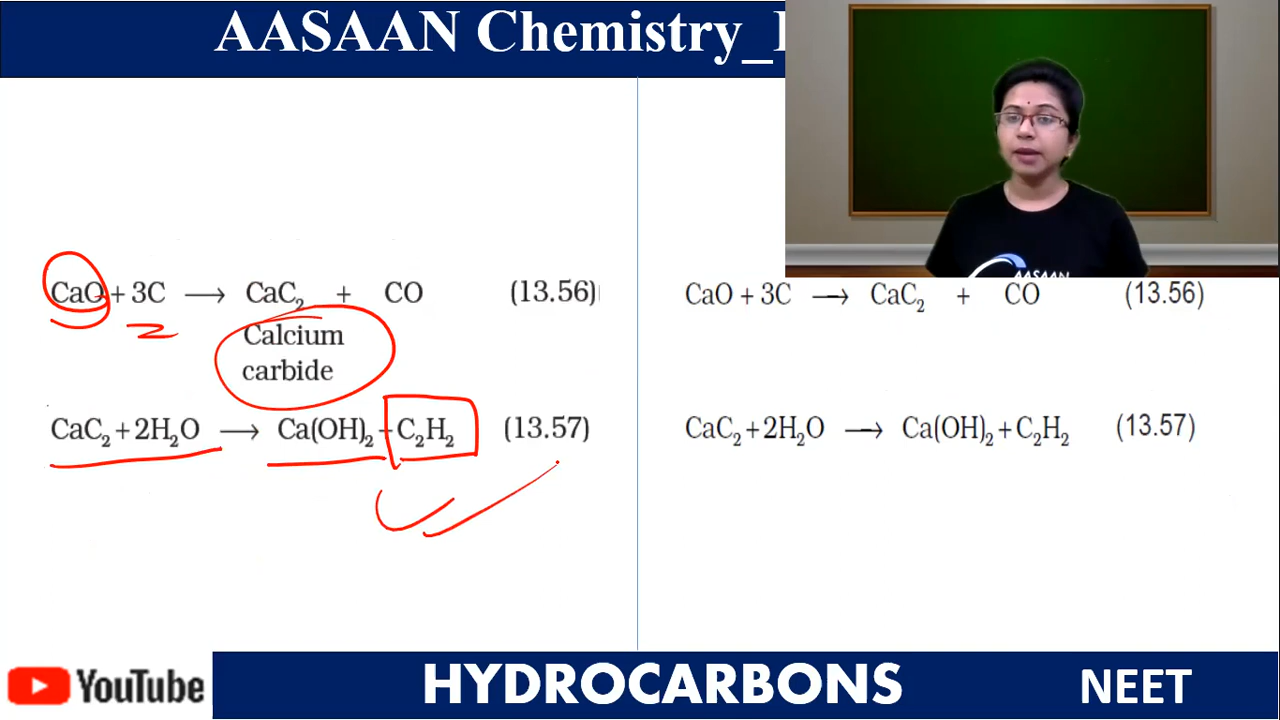 AASAAN Chemistry_
AASAAN
CaO + 3C ⟶ CaC₂ + CO (13.56)
Calcium
carbide
CaC₂ + 2H₂O ⟶ Ca(OH)₂ + C₂H₂ (13.57)
CaO + 3C ⟶ CaC₂ + CO (13.56)
CaC₂ + 2H₂O ⟶ Ca(OH)₂ + C₂H₂ (13.57)
YouTube
HYDROCARBONS
NEET